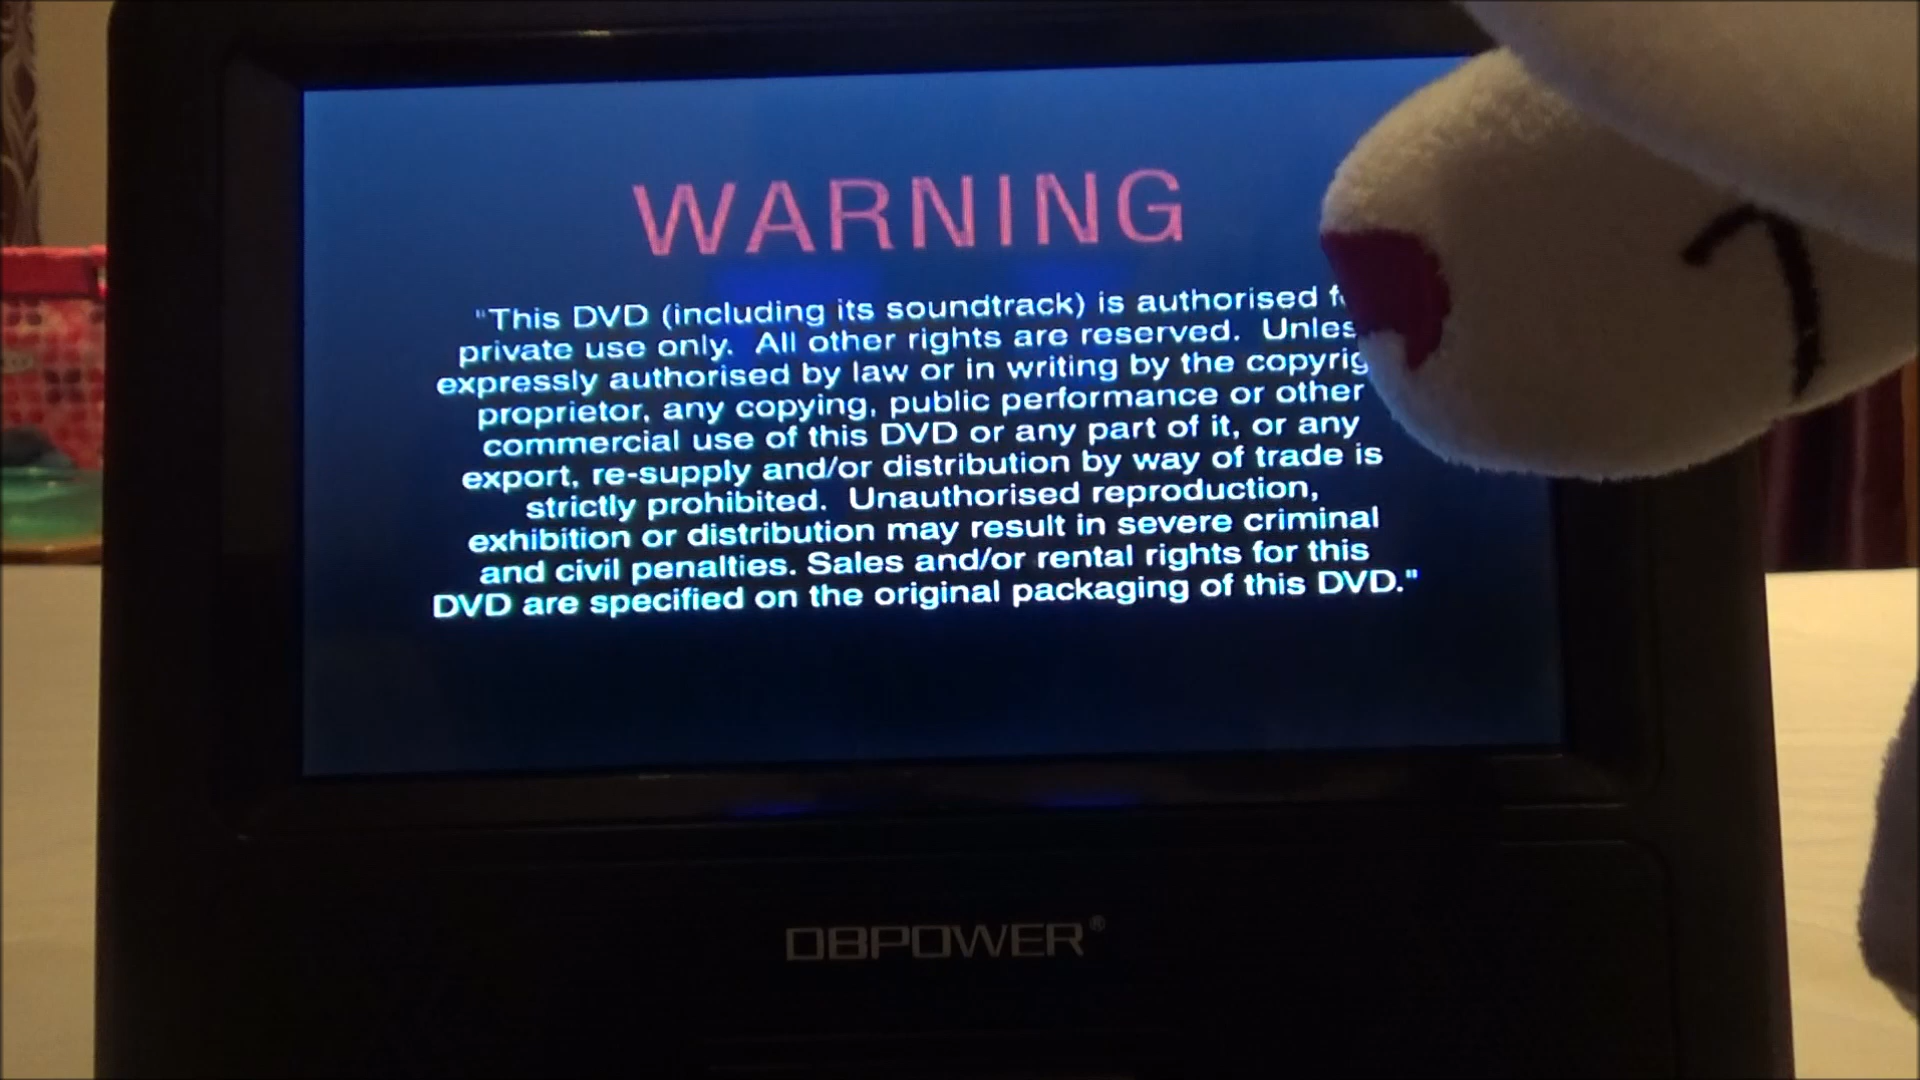 WARNING
"This DVD (including its soundtrack) is authorised
private use only. All other rights are reserved.
expressly authorised by law or in writing by the
proprietor, any copying, public performance or other
commercial use of this DVD or any part of it, or any
export, re-supply and/or distribution by way of trade is
strictly prohibited. Unauthorised reproduction,
exhibition or distribution may result in severe criminal
and civil penalties. Sales and/or rental rights for this
DVD are specified on the original packaging of this DVD."
DBPOWER®